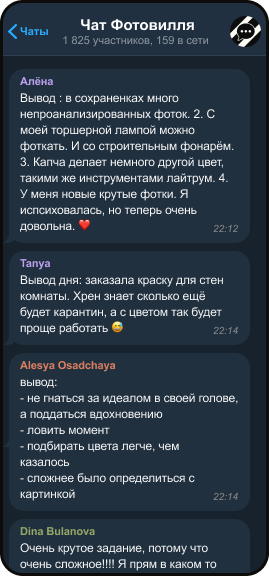 Чаты
Чат Фотовилля
1 825 участников, 159 в сети
Алёна
Вывод : в сохраненках много
непроанализированных фоток. 2. С
моей торшерной лампой можно
фоткать. И со строительным фонарём.
3. Капча делает немного другой цвет,
такими же инструментами лайтрум. 4.
У меня новые крутые фотки. Я
испсиховалась, но теперь очень
довольна. ❤️ 22:12
Tanya
Вывод дня: заказала краску для стен
комнаты. Хрен знает сколько ещё
будет карантин, а с цветом так будет
проще работать 😅 22:14
Alesya Osadchaya
вывод:
- не гнаться за идеалом в своей голове,
а поддаться вдохновению
- ловить момент
- подбирать цвета легче, чем
казалось
- сложнее было определиться с
картинкой 22:14
Dina Bulanova
Очень крутое задание, потому что
очень сложное!!!! Я прям в каком то